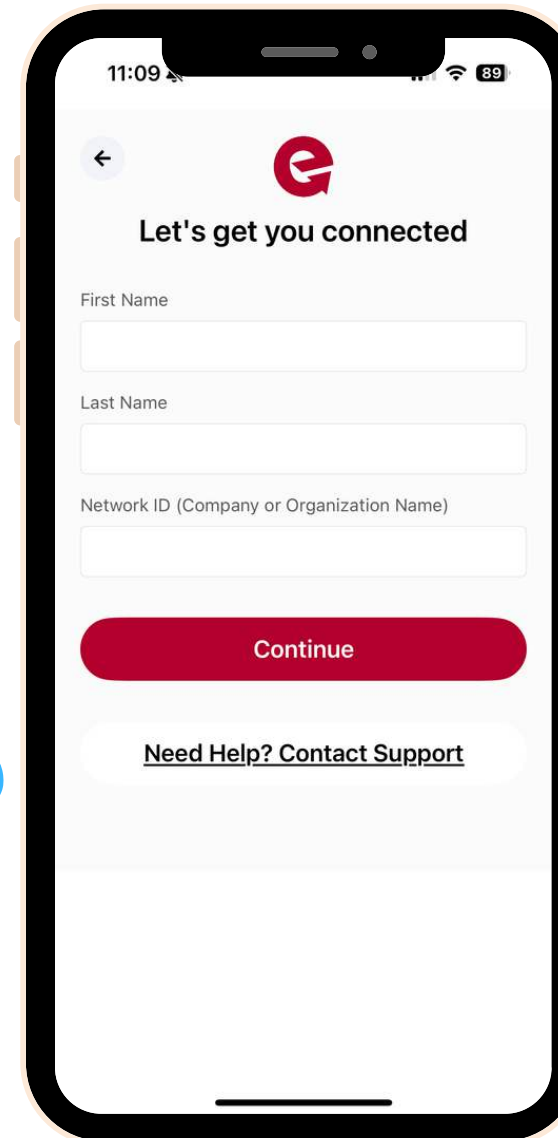 11:09
89
Let's get you connected
First Name
Last Name
Network ID (Company or Organization Name)
Continue
Need Help? Contact Support